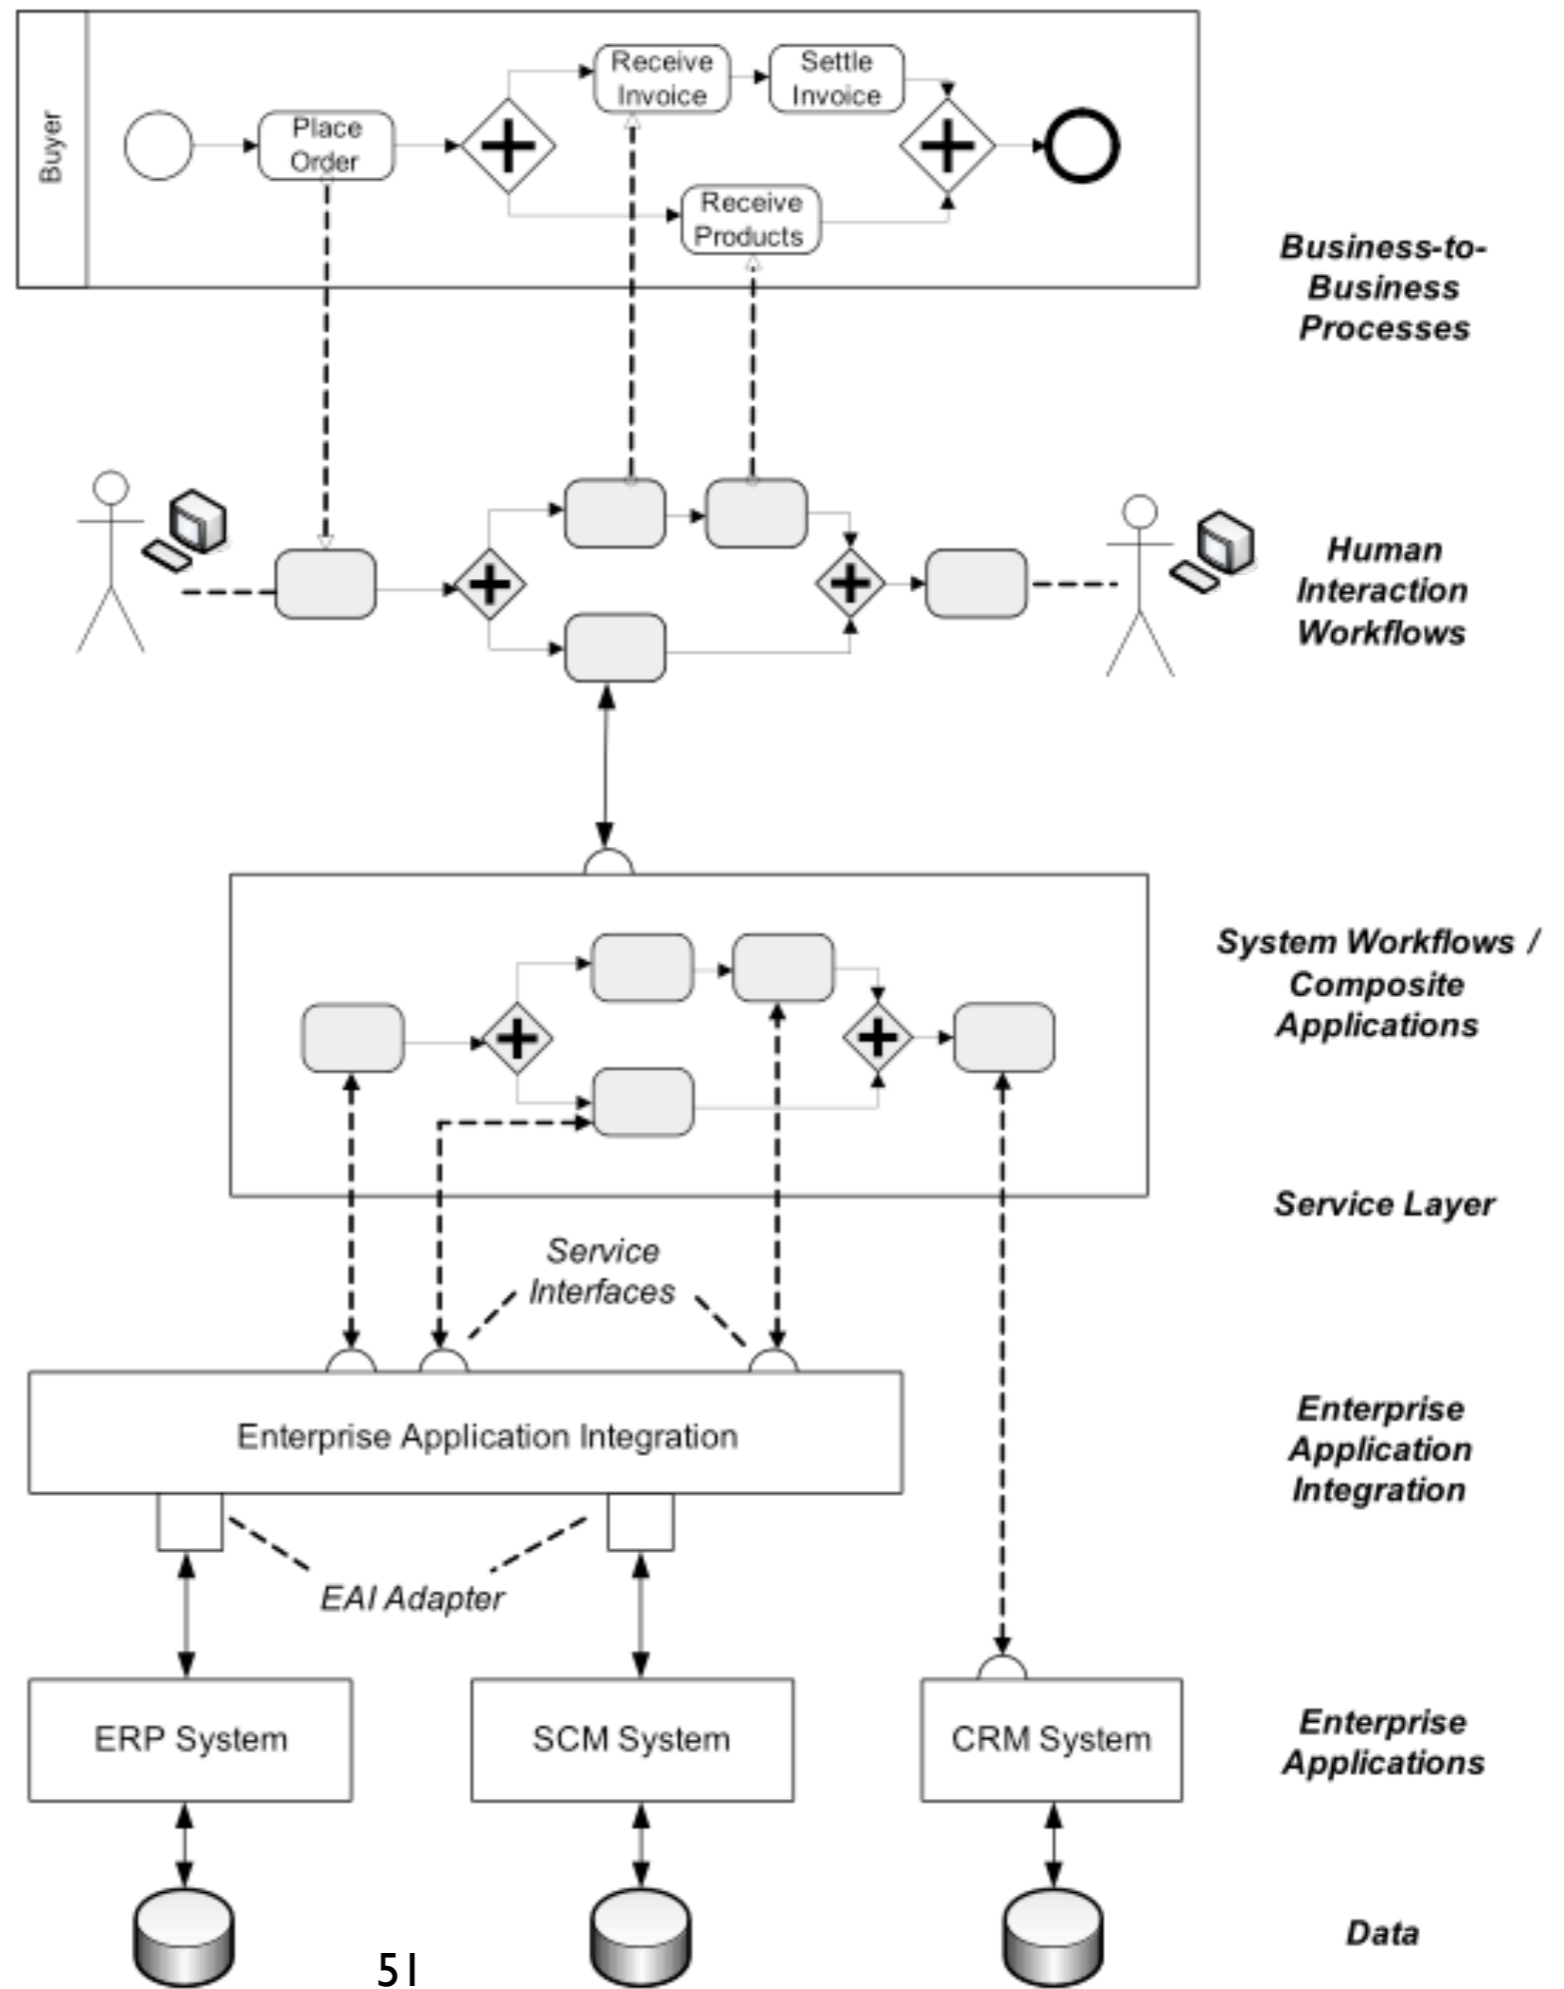 Buyer
Place
Order
Receive
Invoice
Settle
Invoice
Receive
Products
Business-to-
Business
Processes
Human
Interaction
Workflows
System Workflows /
Composite
Applications
Service Layer
Service
Interfaces
Enterprise Application Integration
Enterprise
Application
Integration
EAI Adapter
ERP System
SCM System
CRM System
Enterprise
Applications
Data
51